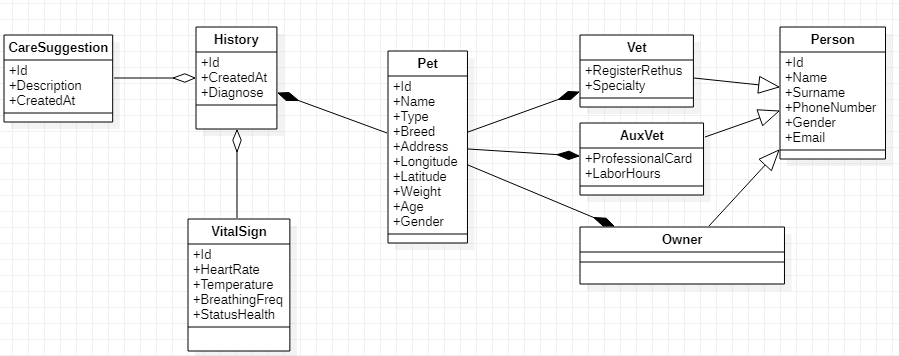 CareSuggestion
+Id
+Description
+CreatedAt
History
+Id
+CreatedAt
+Diagnose
Pet
+Id
+Name
+Type
+Breed
+Address
+Longitude
+Latitude
+Weight
+Age
+Gender
Vet
+RegisterRethus
+Specialty
Person
+Id
+Name
+Surname
+PhoneNumber
+Gender
+Email
AuxVet
+ProfessionalCard
+LaborHours
VitalSign
+Id
+HeartRate
+Temperature
+BreathingFreq
+StatusHealth
Owner